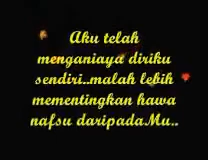 Aku telah
menganiaya diriku
sendiri..malah lebih
mementingkan hawa
nafsu daripadaMu..